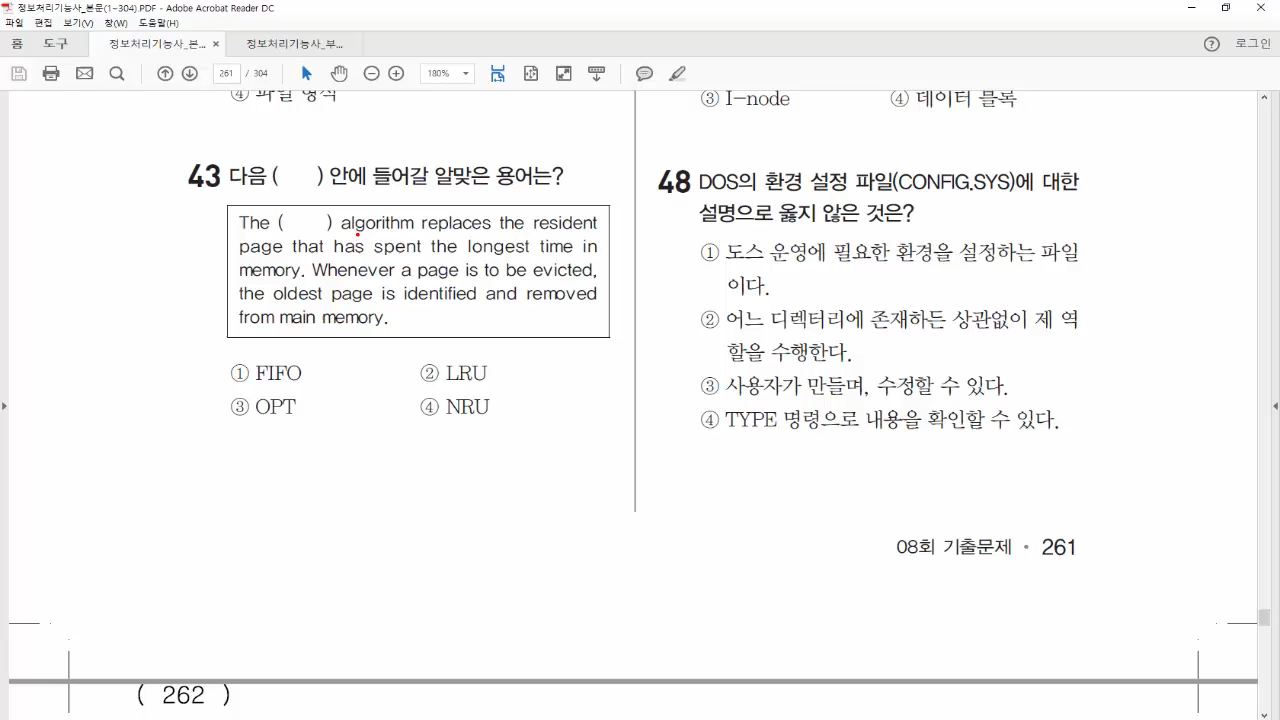 정보처리기능사_본문(1~304).PDF - Adobe Acrobat Reader DC
파일 편집 보기(V) 창(W) 도움말(H)
홈 도구 정보처리기능사_본... × 정보처리기능사_부... 로그인
261 / 304 180%
④ 파일 형식
43 다음 ( ) 안에 들어갈 알맞은 용어는?
The ( ) algorithm replaces the resident
page that has spent the longest time in
memory. Whenever a page is to be evicted,
the oldest page is identified and removed
from main memory.
① FIFO ② LRU
③ OPT ④ NRU
③ I-node ④ 데이터 블록
48 DOS의 환경 설정 파일(CONFIG.SYS)에 대한
설명으로 옳지 않은 것은?
① 도스 운영에 필요한 환경을 설정하는 파일
이다.
② 어느 디렉터리에 존재하든 상관없이 제 역
할을 수행한다.
③ 사용자가 만들며, 수정할 수 있다.
④ TYPE 명령으로 내용을 확인할 수 있다.
08회 기출문제 • 261
( 262 )